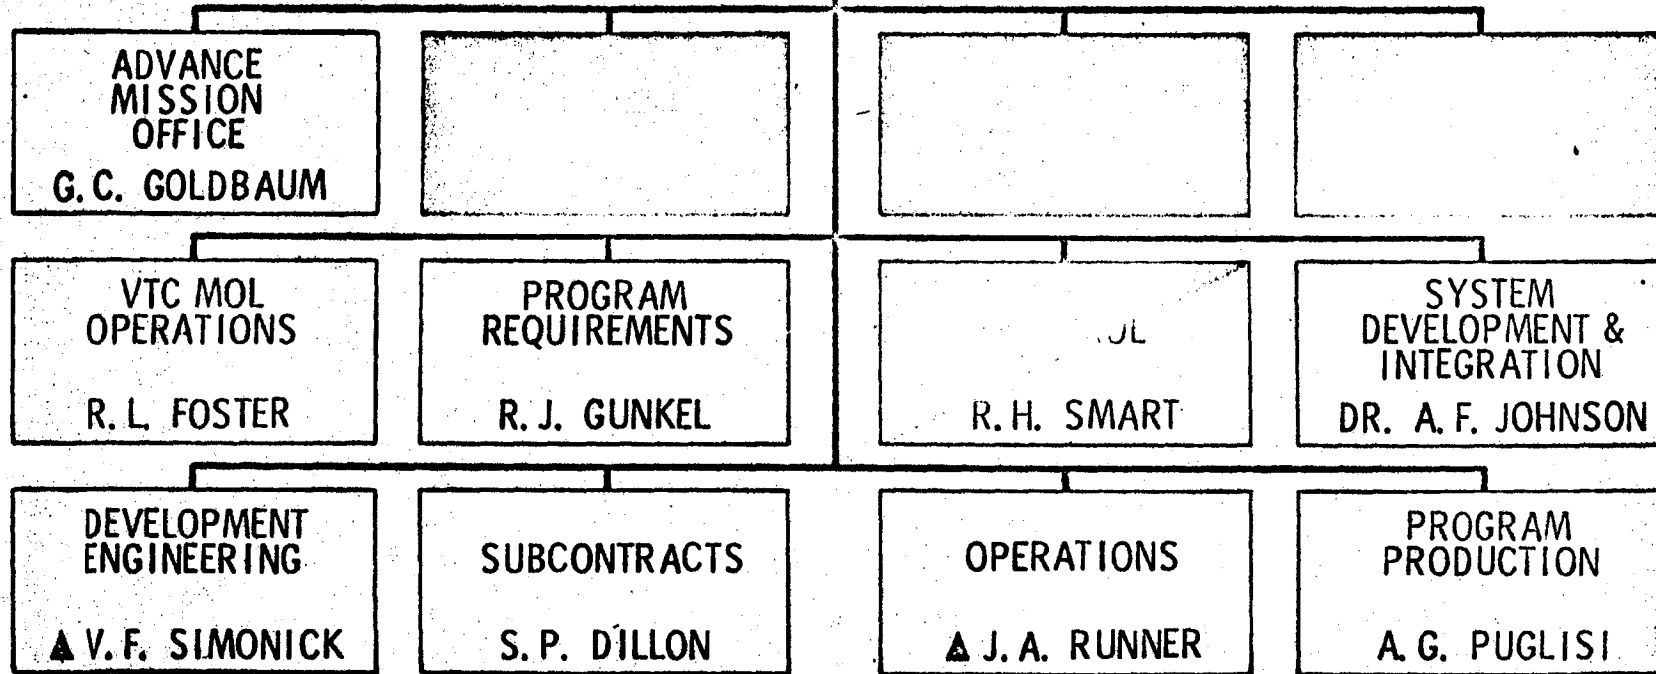 ADVANCE
MISSION
OFFICE
G. C. GOLDBAUM
VTC MOL
OPERATIONS
R. L. FOSTER
PROGRAM
REQUIREMENTS
R. J. GUNKEL
R. H. SMART
SYSTEM
DEVELOPMENT &
INTEGRATION
DR. A. F. JOHNSON
DEVELOPMENT
ENGINEERING
▲ V. F. SIMONICK
SUBCONTRACTS
S. P. DILLON
OPERATIONS
▲ J. A. RUNNER
PROGRAM
PRODUCTION
A. G. PUGLISI